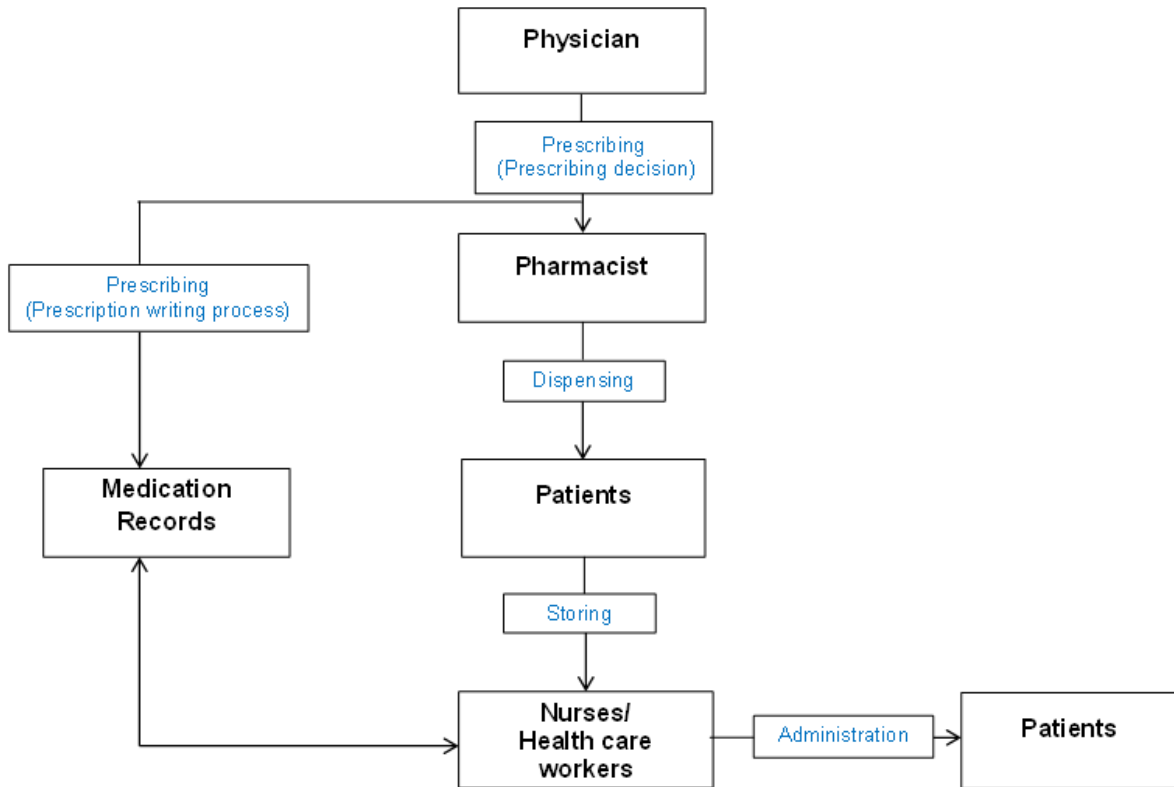 Physician
Prescribing
(Prescribing decision)
Pharmacist
Prescribing
(Prescription writing process)
Dispensing
Medication
Records
Patients
Storing
Nurses/
Health care
workers
Administration
Patients